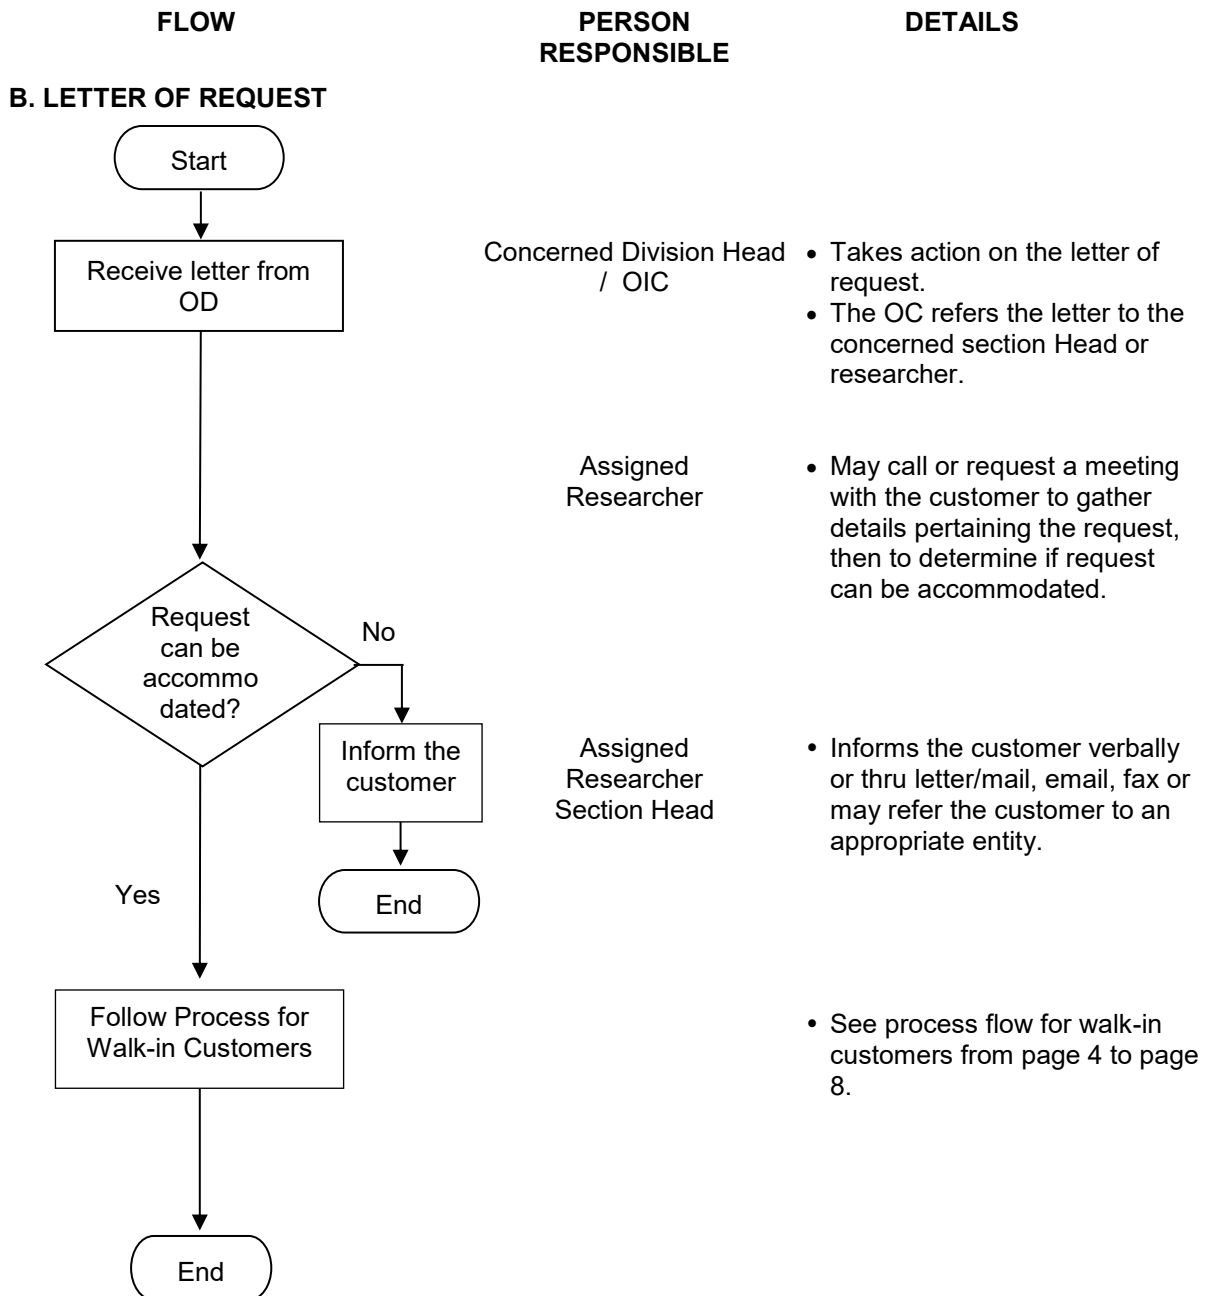 FLOW
PERSON
RESPONSIBLE
DETAILS
B. LETTER OF REQUEST
Start
Receive letter from
OD
Concerned Division Head
/ OIC
• Takes action on the letter of
request.
• The OC refers the letter to the
concerned section Head or
researcher.
Assigned
Researcher
• May call or request a meeting
with the customer to gather
details pertaining the request,
then to determine if request
can be accommodated.
Request
can be
accommo
dated?
No
Inform the
customer
Assigned
Researcher
Section Head
• Informs the customer verbally
or thru letter/mail, email, fax or
may refer the customer to an
appropriate entity.
Yes
End
Follow Process for
Walk-in Customers
• See process flow for walk-in
customers from page 4 to page
8.
End